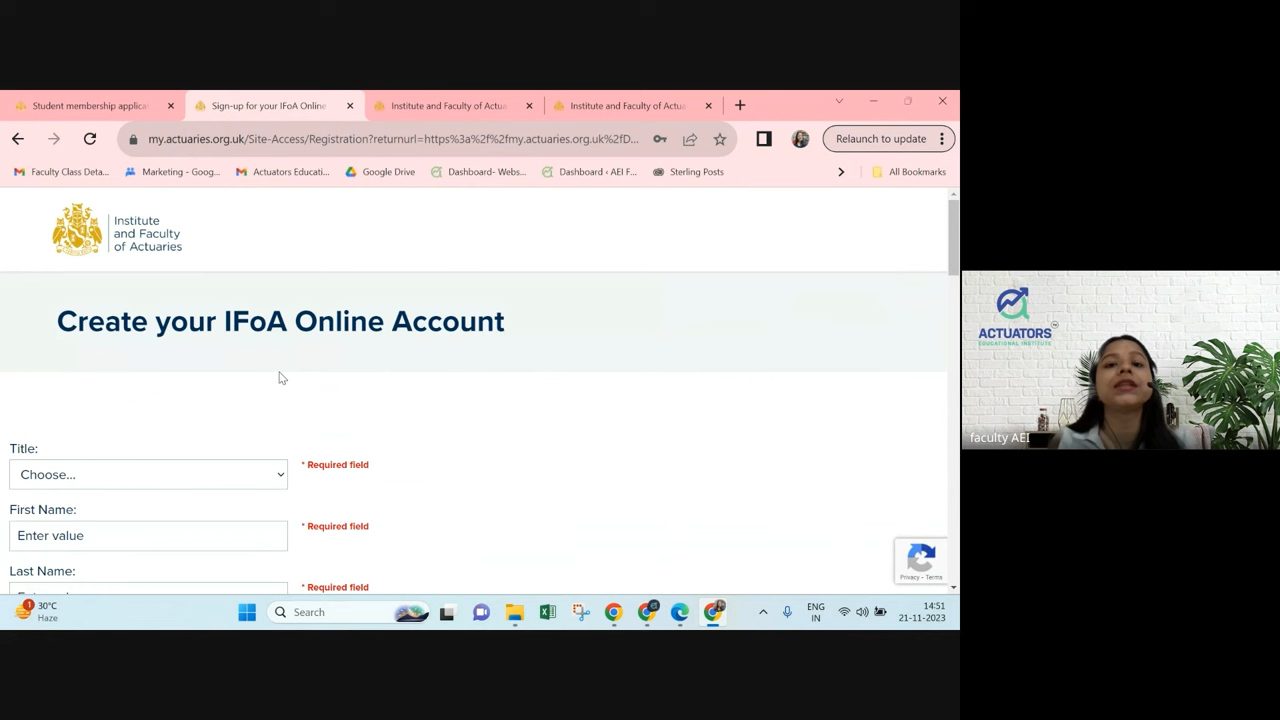 Student membership applica
Sign-up for your IFoA Online
Institute and Faculty of Actua
Institute and Faculty of Actua
my.actuaries.org.uk/Site-Access/Registration?returnurl=https%3a%2f%2fmy.actuaries.org.uk%2fD...
Relaunch to update
Faculty Class Deta...
Marketing - Goog...
Actuators Educati...
Google Drive
Dashboard- Webs...
Dashboard ‹ AEI F...
Sterling Posts
All Bookmarks
Institute
and Faculty
of Actuaries
Create your IFoA Online Account
Title:
Choose...
* Required field
First Name:
Enter value
* Required field
Last Name:
* Required field
Privacy - Terms
1
30°C
Haze
Search
ENG
IN
14:51
21-11-2023
ACTUATORS
EDUCATIONAL INSTITUTE
faculty AEI